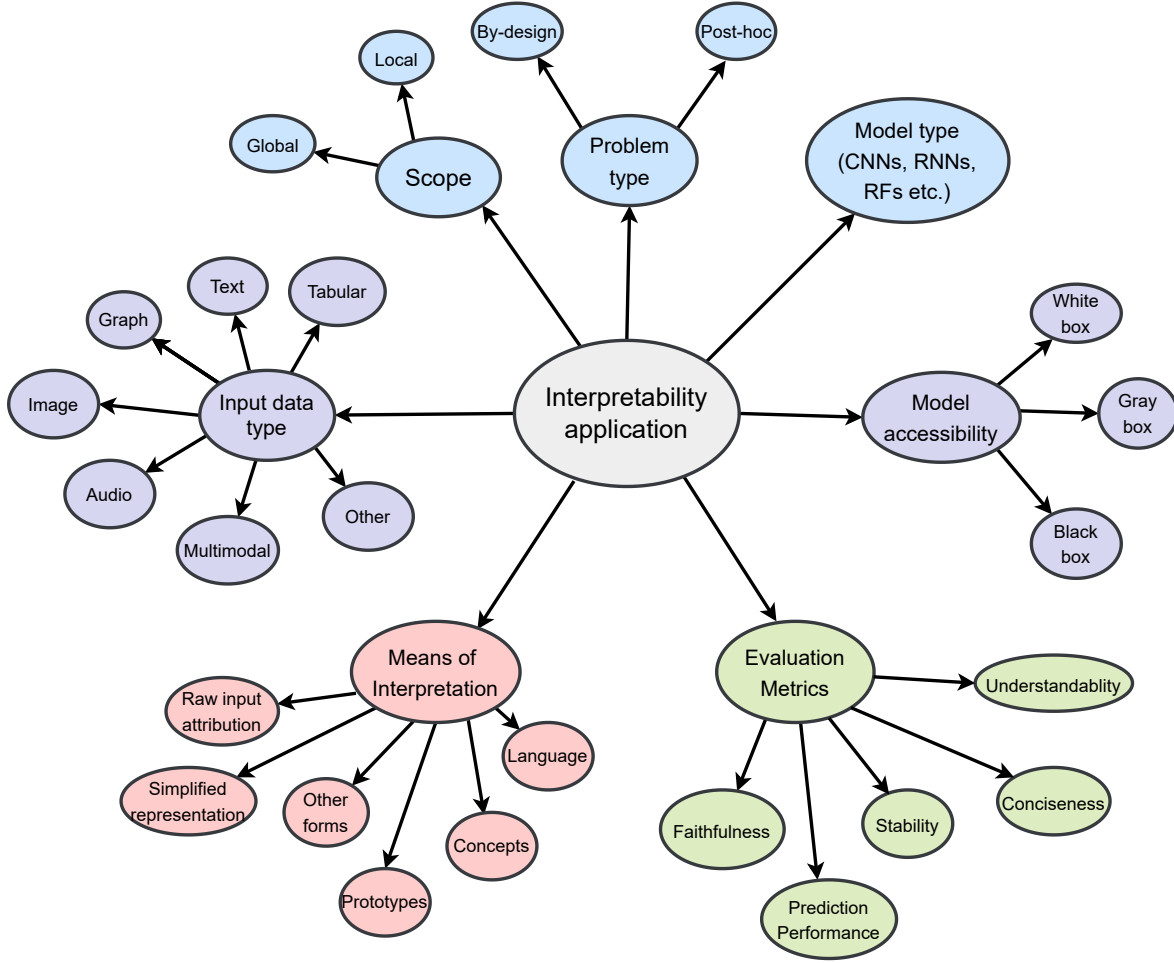 By-design
Post-hoc
Local
Global
Scope
Problem
type
Model type
(CNNs, RNNs,
RFs etc.)
Text
Tabular
Graph
Image
Input data
type
Audio
Multimodal
Other
Interpretability
application
White
box
Model
accessibility
Gray
box
Black
box
Means of
Interpretation
Raw input
attribution
Simplified
representation
Other
forms
Prototypes
Concepts
Language
Evaluation
Metrics
Understandablity
Conciseness
Stability
Faithfulness
Prediction
Performance